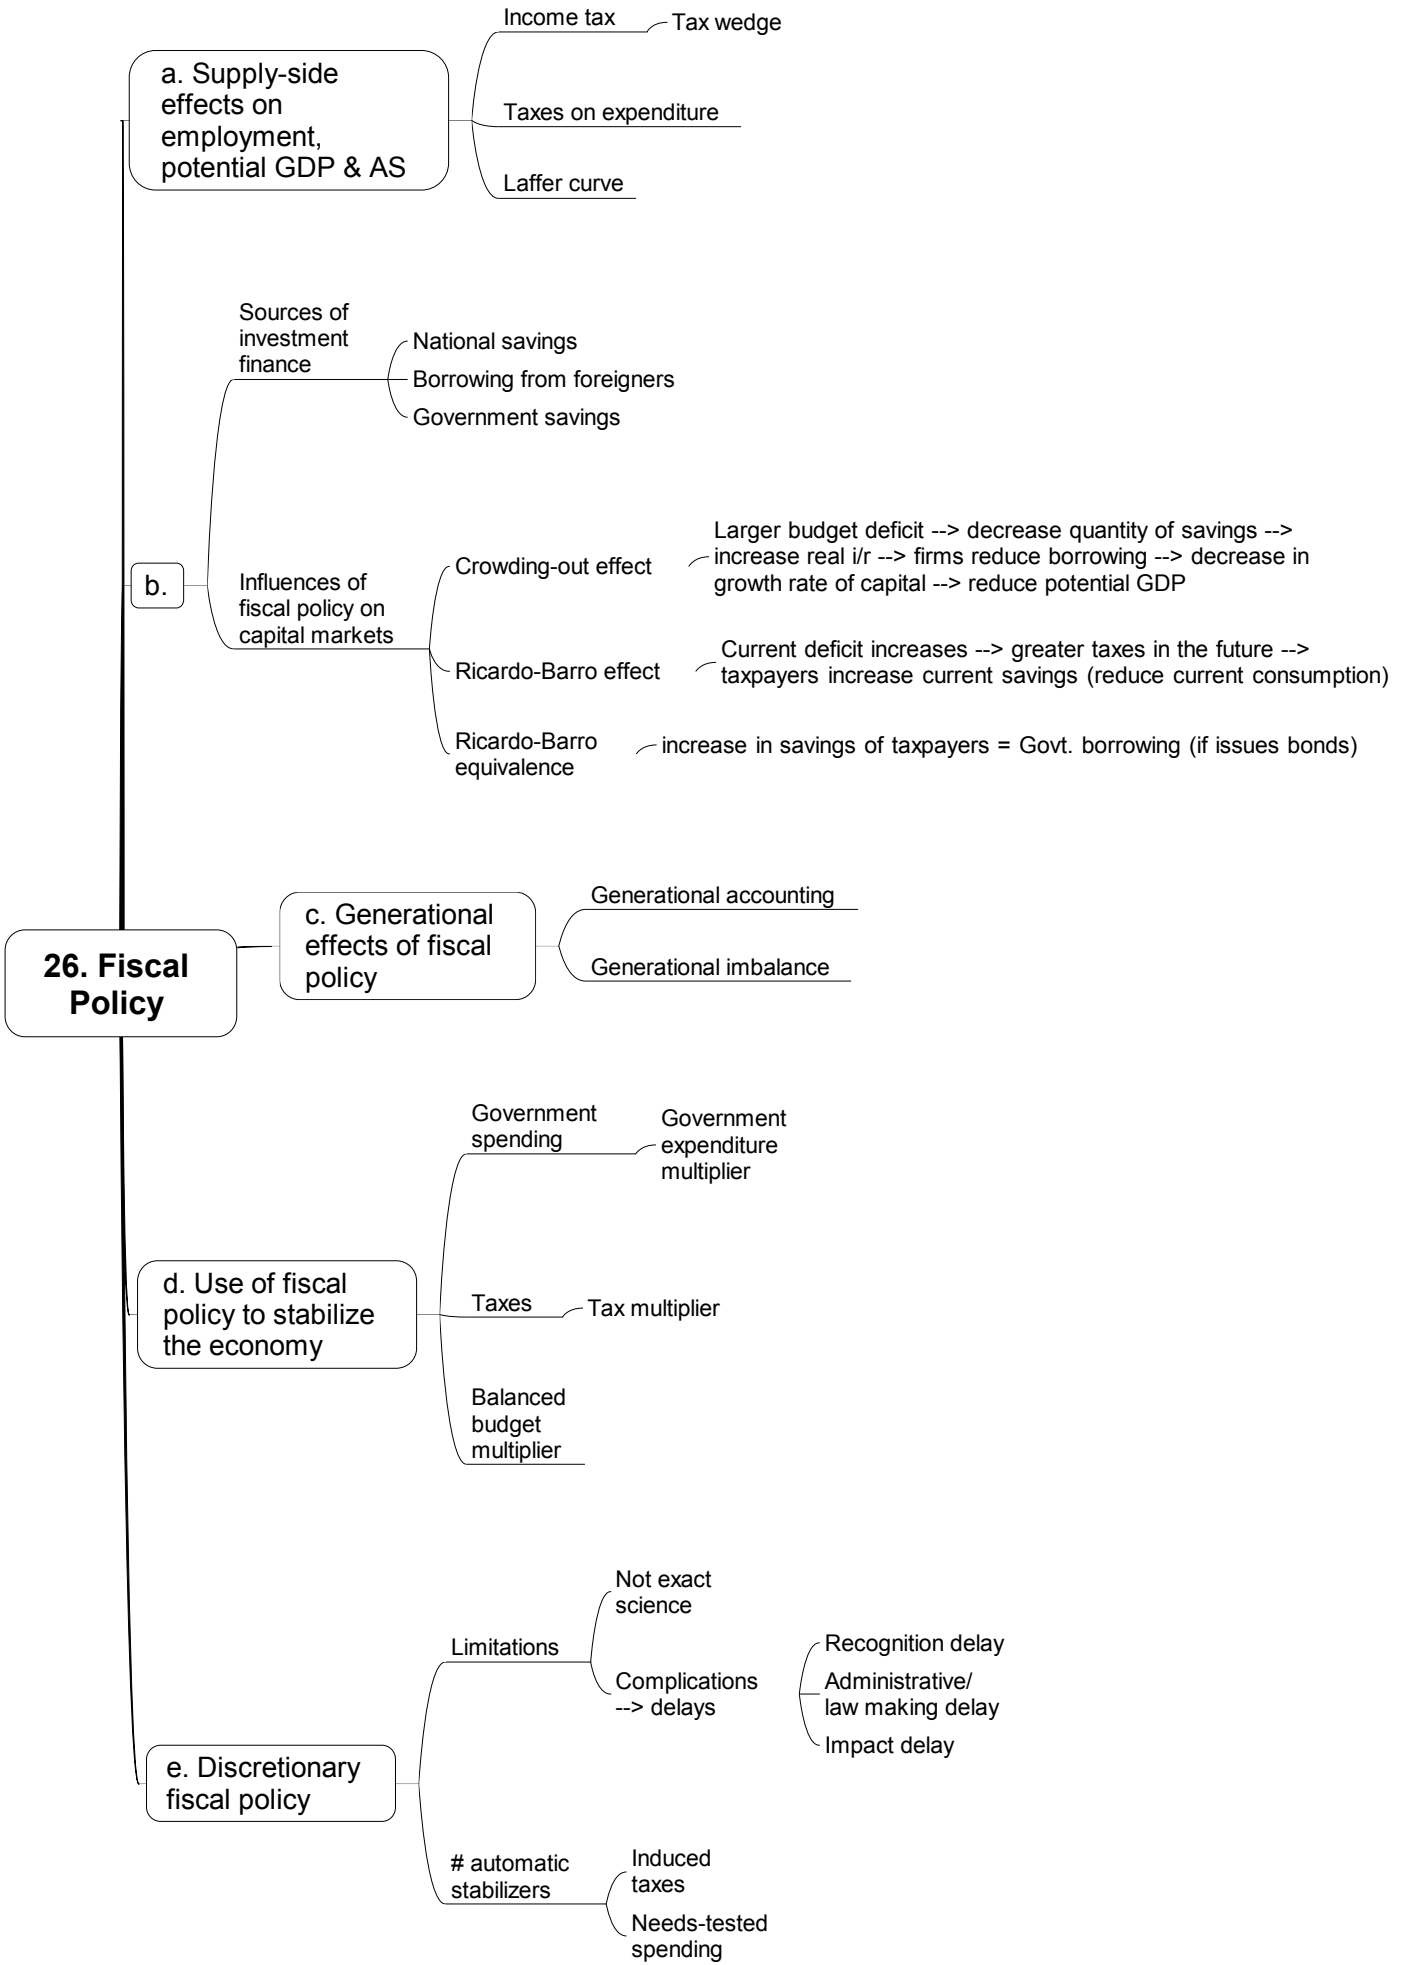 26. Fiscal
Policy
a. Supply-side
effects on
employment,
potential GDP & AS
Income tax
Tax wedge
Taxes on expenditure
Laffer curve
b.
Sources of
investment
finance
National savings
Borrowing from foreigners
Government savings
Influences of
fiscal policy on
capital markets
Crowding-out effect
Larger budget deficit --> decrease quantity of savings -->
increase real i/r --> firms reduce borrowing --> decrease in
growth rate of capital --> reduce potential GDP
Ricardo-Barro effect
Current deficit increases --> greater taxes in the future -->
taxpayers increase current savings (reduce current consumption)
Ricardo-Barro
equivalence
increase in savings of taxpayers = Govt. borrowing (if issues bonds)
c. Generational
effects of fiscal
policy
Generational accounting
Generational imbalance
d. Use of fiscal
policy to stabilize
the economy
Government
spending
Government
expenditure
multiplier
Taxes
Tax multiplier
Balanced
budget
multiplier
e. Discretionary
fiscal policy
Limitations
Not exact
science
Complications
--> delays
Recognition delay
Administrative/
law making delay
Impact delay
# automatic
stabilizers
Induced
taxes
Needs-tested
spending